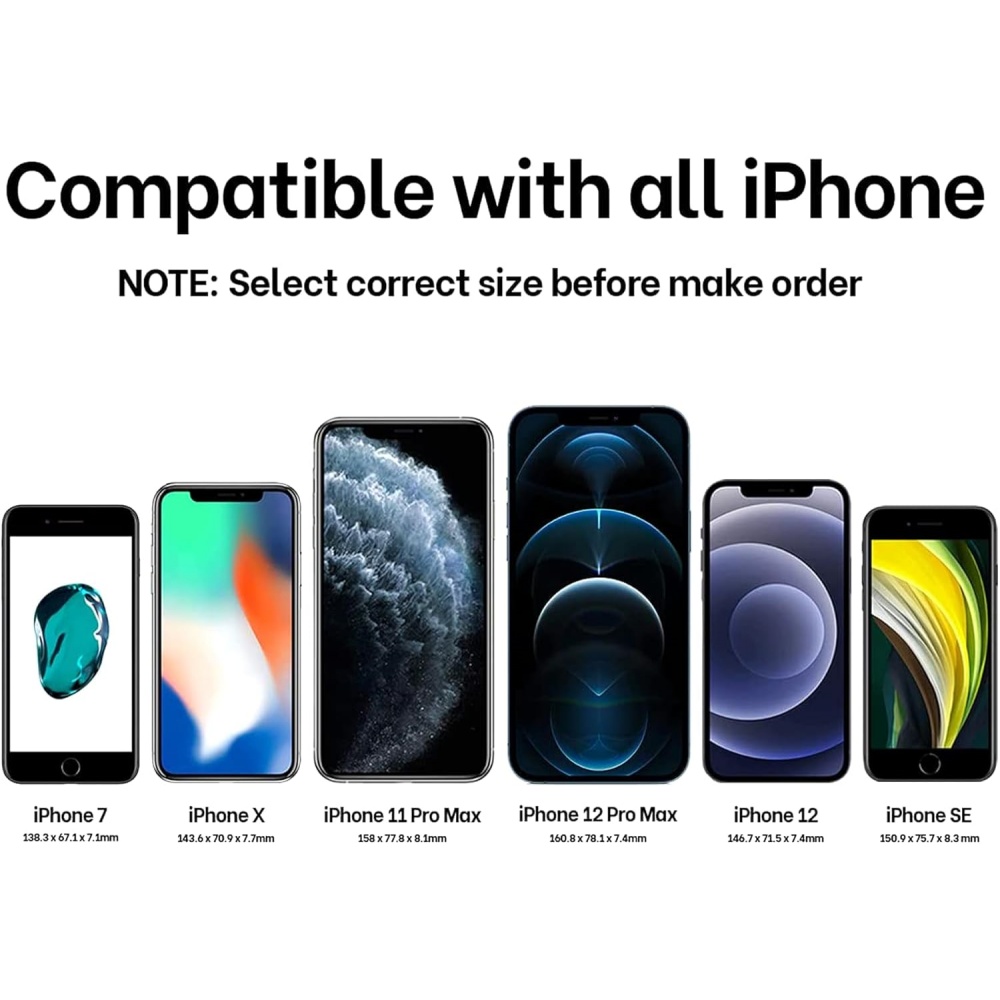 Compatible with all iPhone
NOTE: Select correct size before make order
iPhone 7
138.3 x 67.1 x 7.1mm
iPhone X
143.6 x 70.9 x 7.7mm
iPhone 11 Pro Max
158 x 77.8 x 8.1mm
iPhone 12 Pro Max
160.8 x 78.1 x 7.4mm
iPhone 12
146.7 x 71.5 x 7.4mm
iPhone SE
150.9 x 75.7 x 8.3 mm